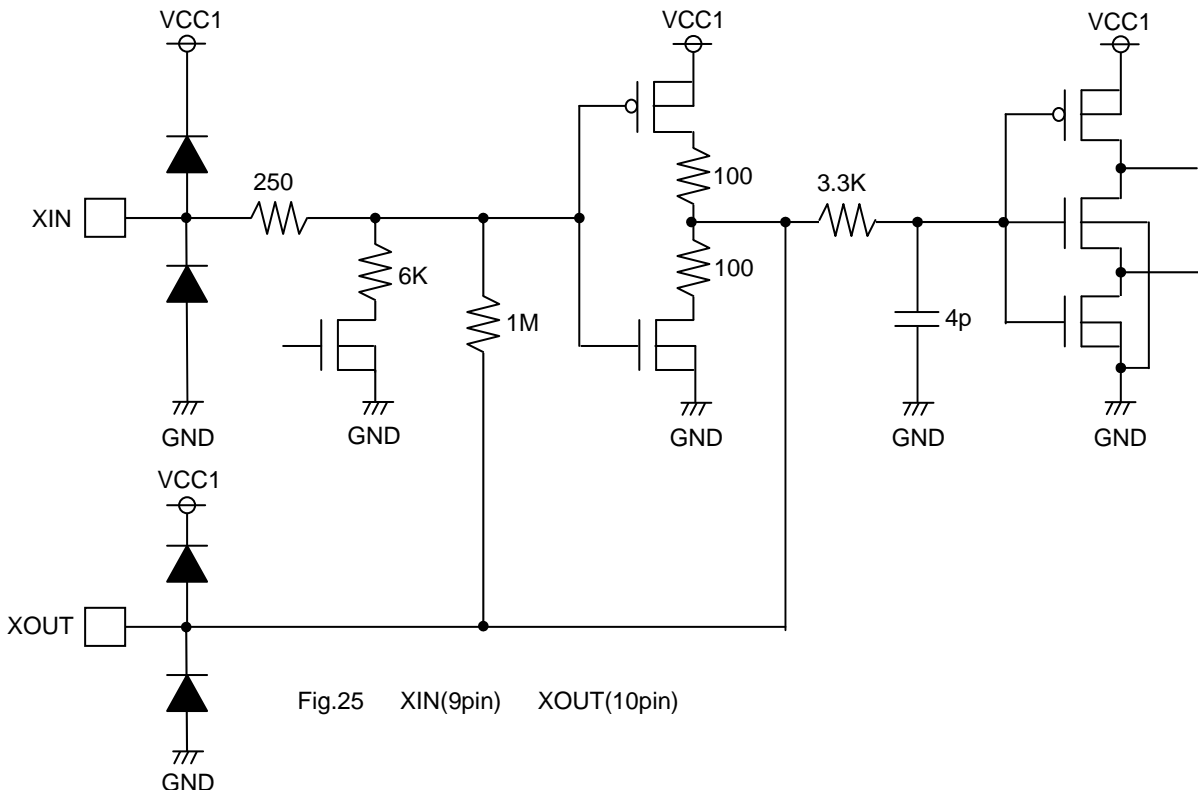 VCC1
VCC1
VCC1
XIN
250
6K
1M
100
100
3.3K
4p
GND
GND
GND
GND
GND
VCC1
XOUT
GND
Fig.25 XIN(9pin) XOUT(10pin)